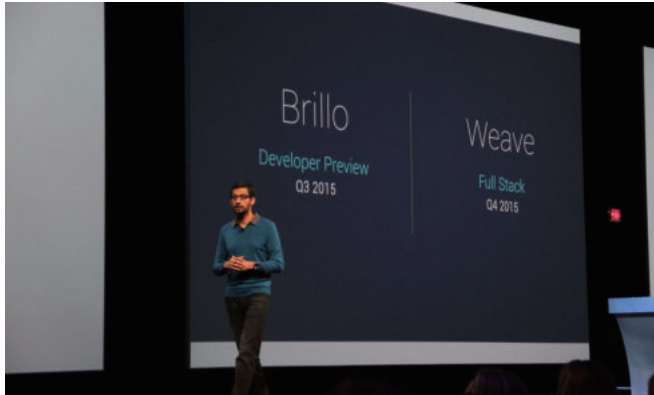 Brillo
Developer Preview
Q3 2015
Weave
Full Stack
Q4 2015